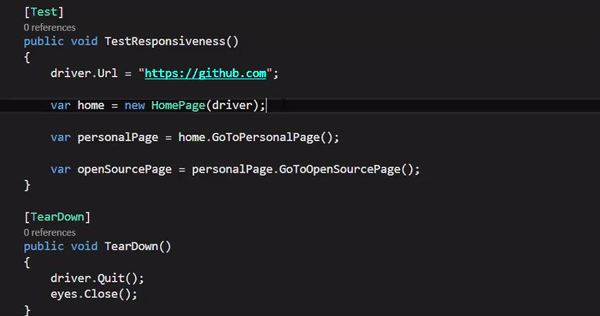 [Test]
0 references
public void TestResponsiveness()
{
driver.Url = "https://github.com";
var home = new HomePage(driver);
var personalPage = home.GoToPersonalPage();
var openSourcePage = personalPage.GoToOpenSourcePage();
}
[TearDown]
0 references
public void TearDown()
{
driver.Quit();
eyes.Close();
}